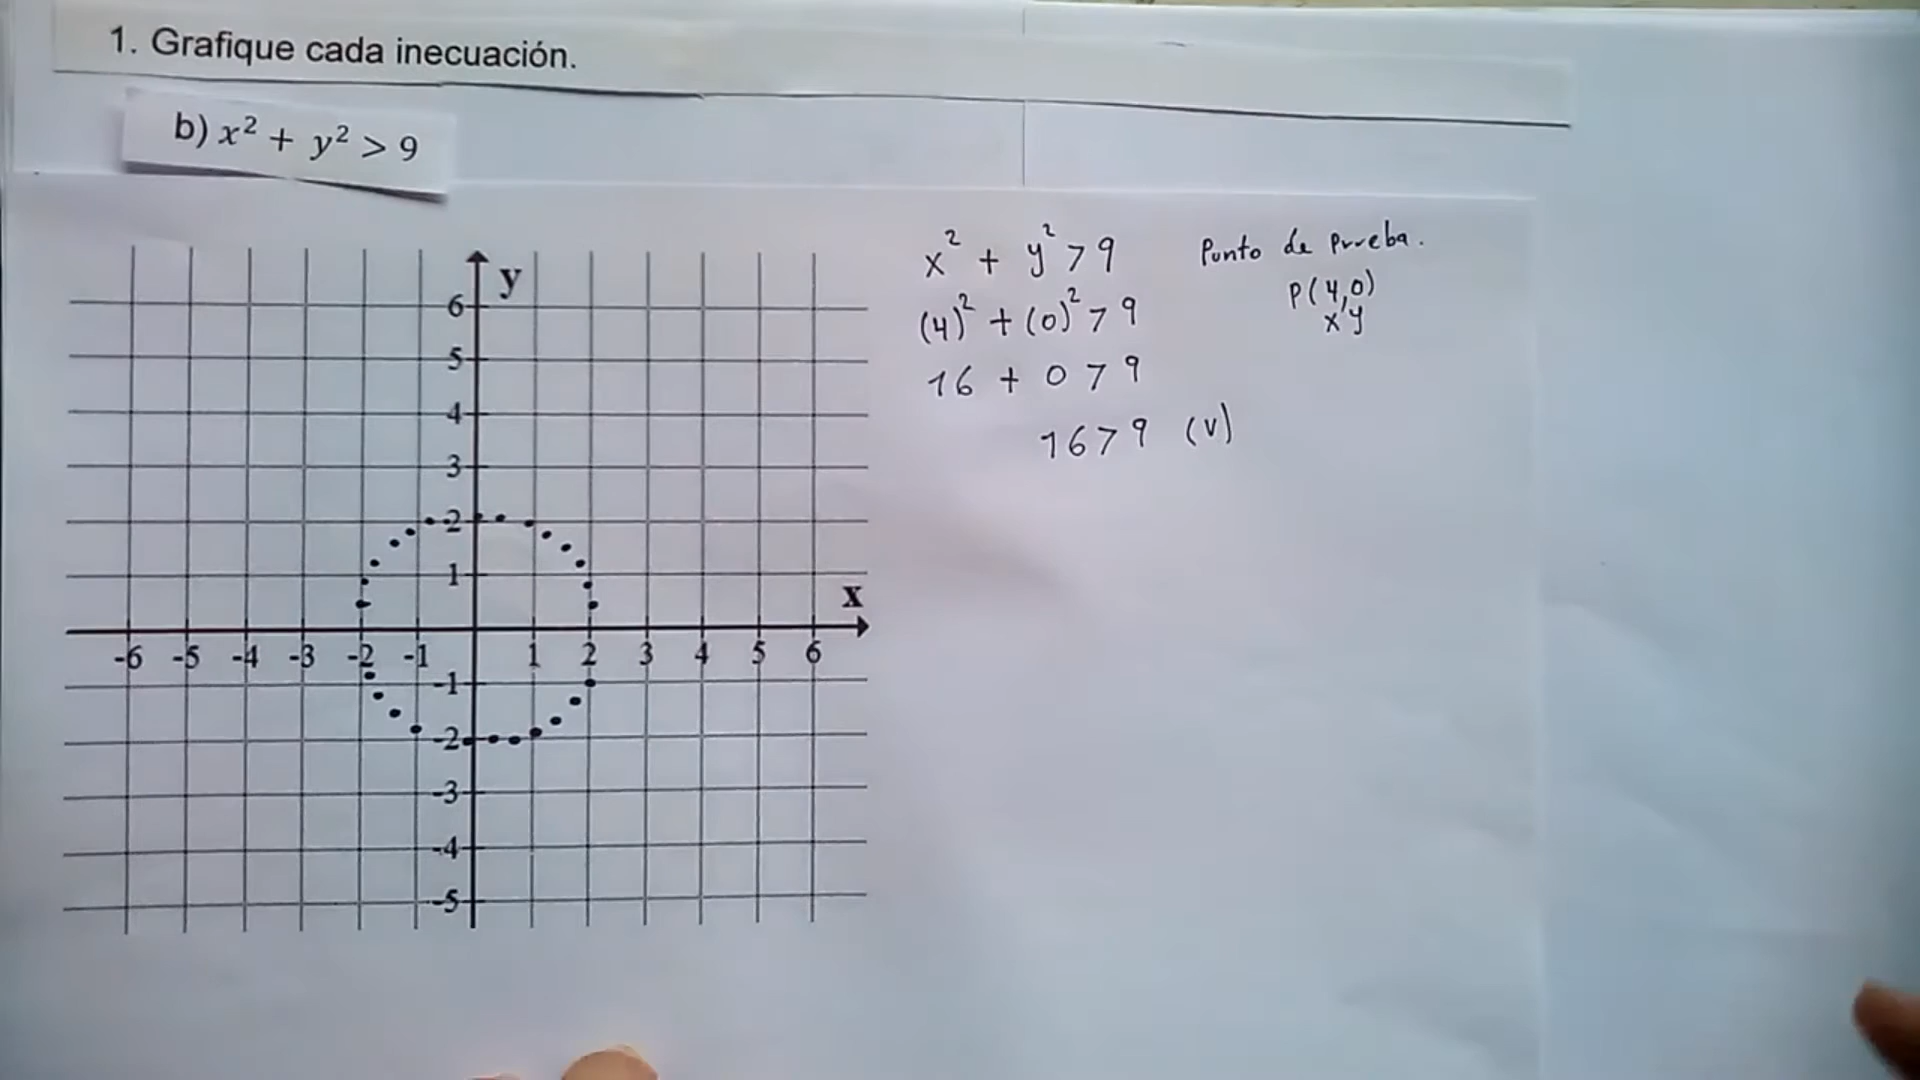 1. Grafique cada inecuación.
b) x² + y² > 9
x² + y² > 9
Punto de Prueba.
(4)² + (0)² > 9
P(4,0)
x y
16 + 0 > 9
16 > 9 (V)
y
6
5
4
3
2
1
x
-6 -5 -4 -3 -2 -1 1 2 3 4 5 6
-1
-2
-3
-4
-5